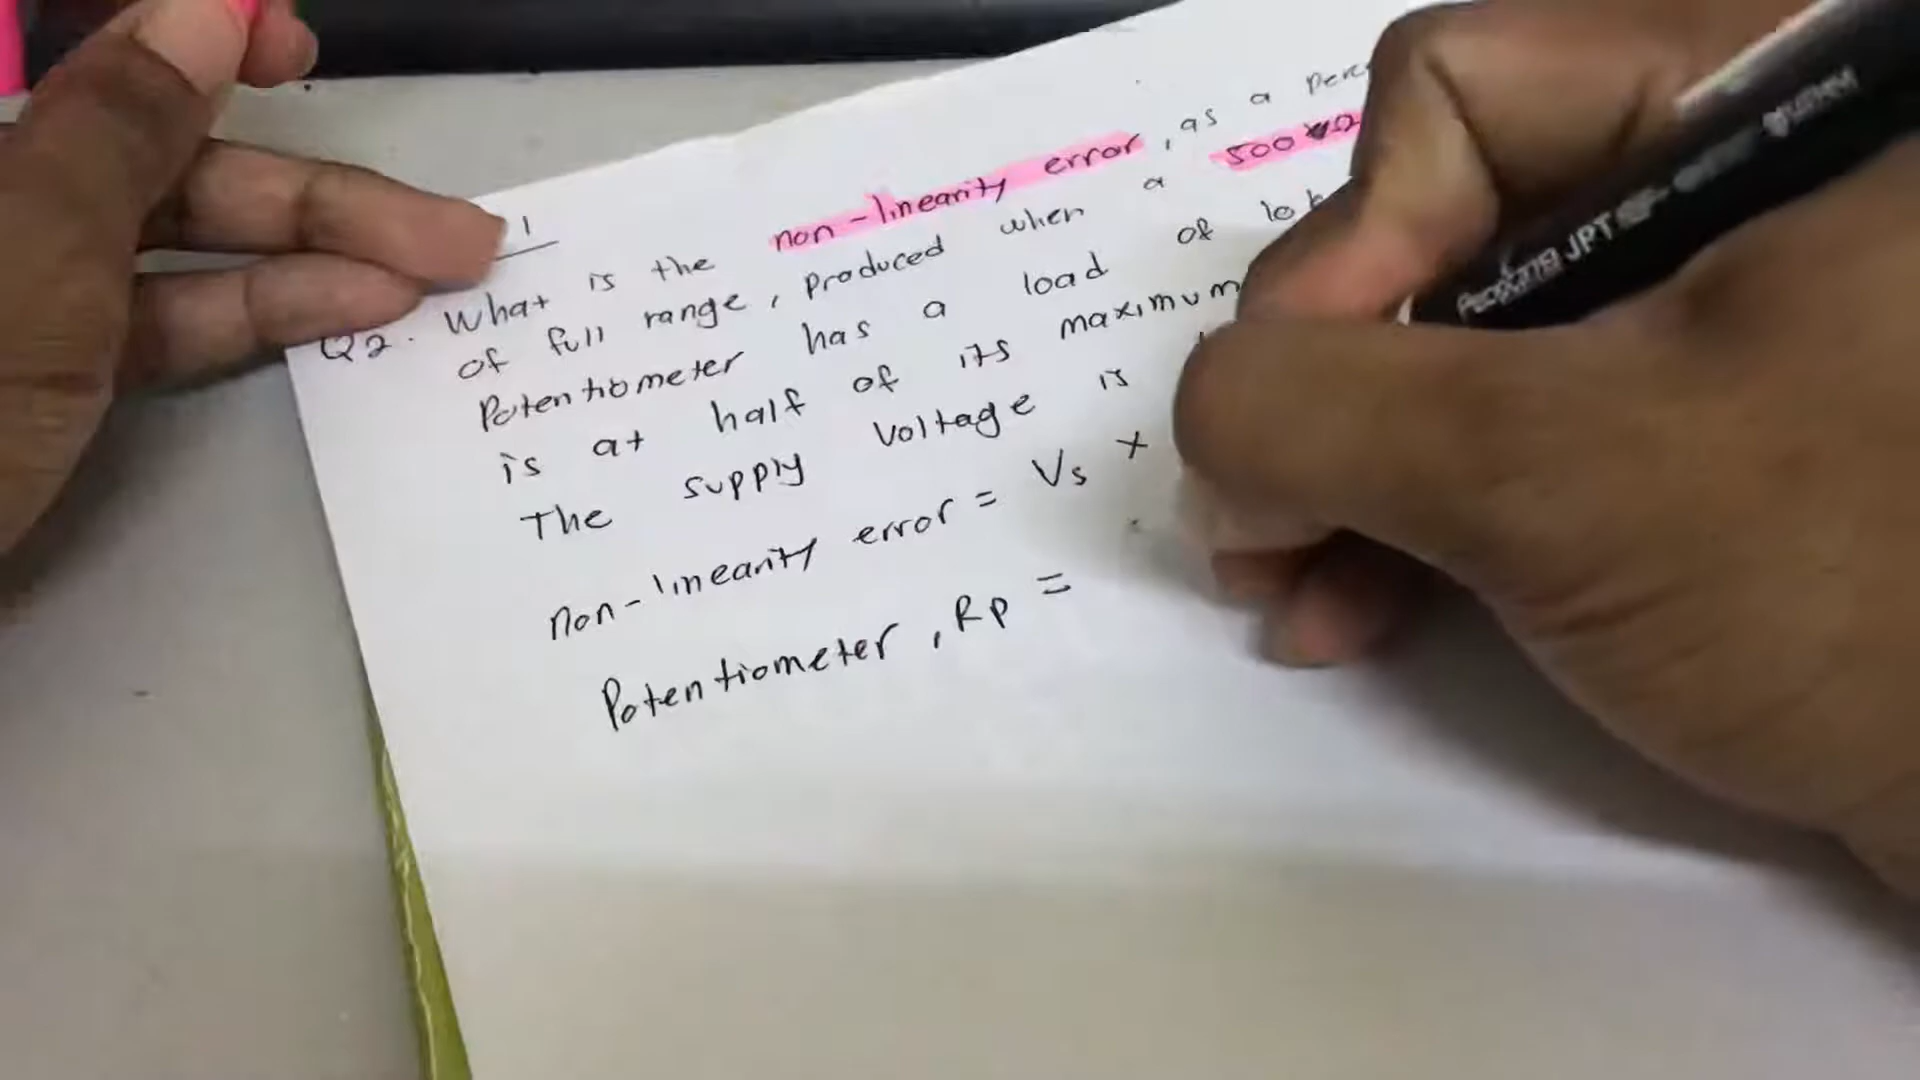 1
Q2. What is the non-linearity error, as a
of full range, produced when a 500 Ω
Potentiometer has a load of 10
is at half of its maximum
The supply voltage is
non-linearity error = Vs x
Potentiometer, Rp =